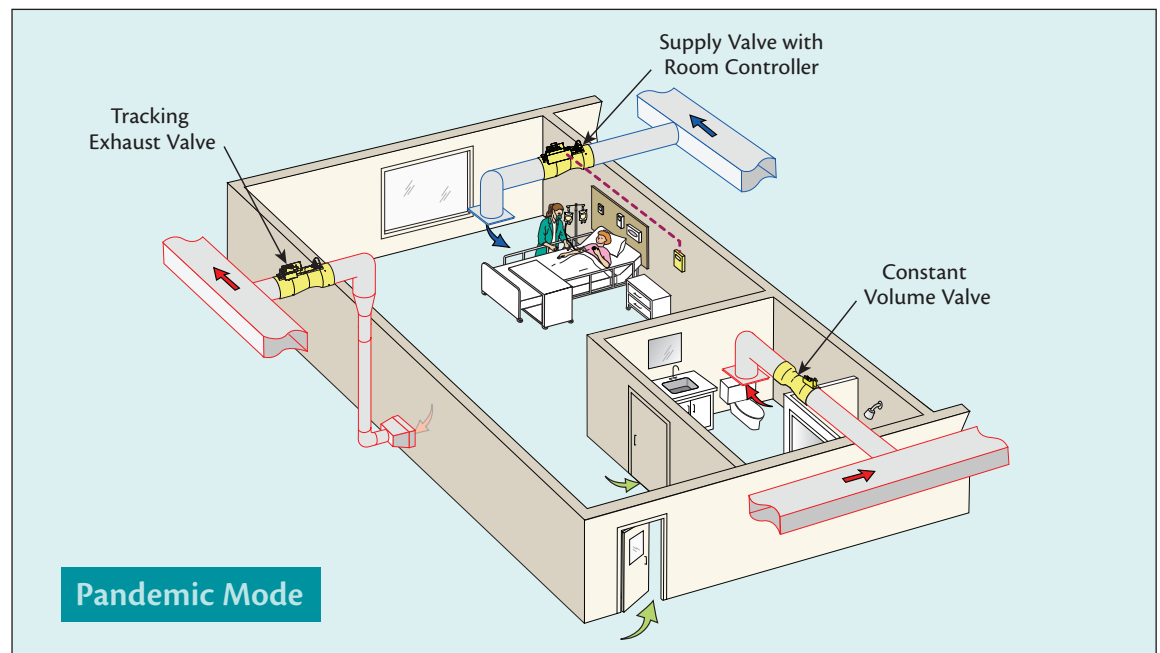 Supply Valve with
Room Controller
Tracking
Exhaust Valve
Constant
Volume Valve
Pandemic Mode